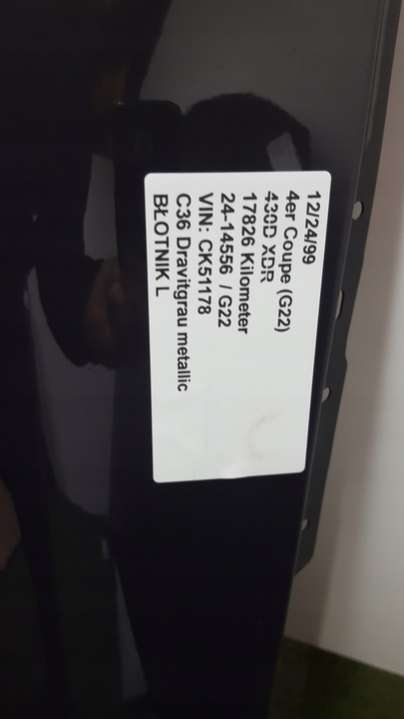 12/24/99
4er Coupe (G22)
430D XDR
17826 Kilometer
24-14556 / G22
VIN: CK51178
C36 Dravitgrau metallic
BŁOTNIK L